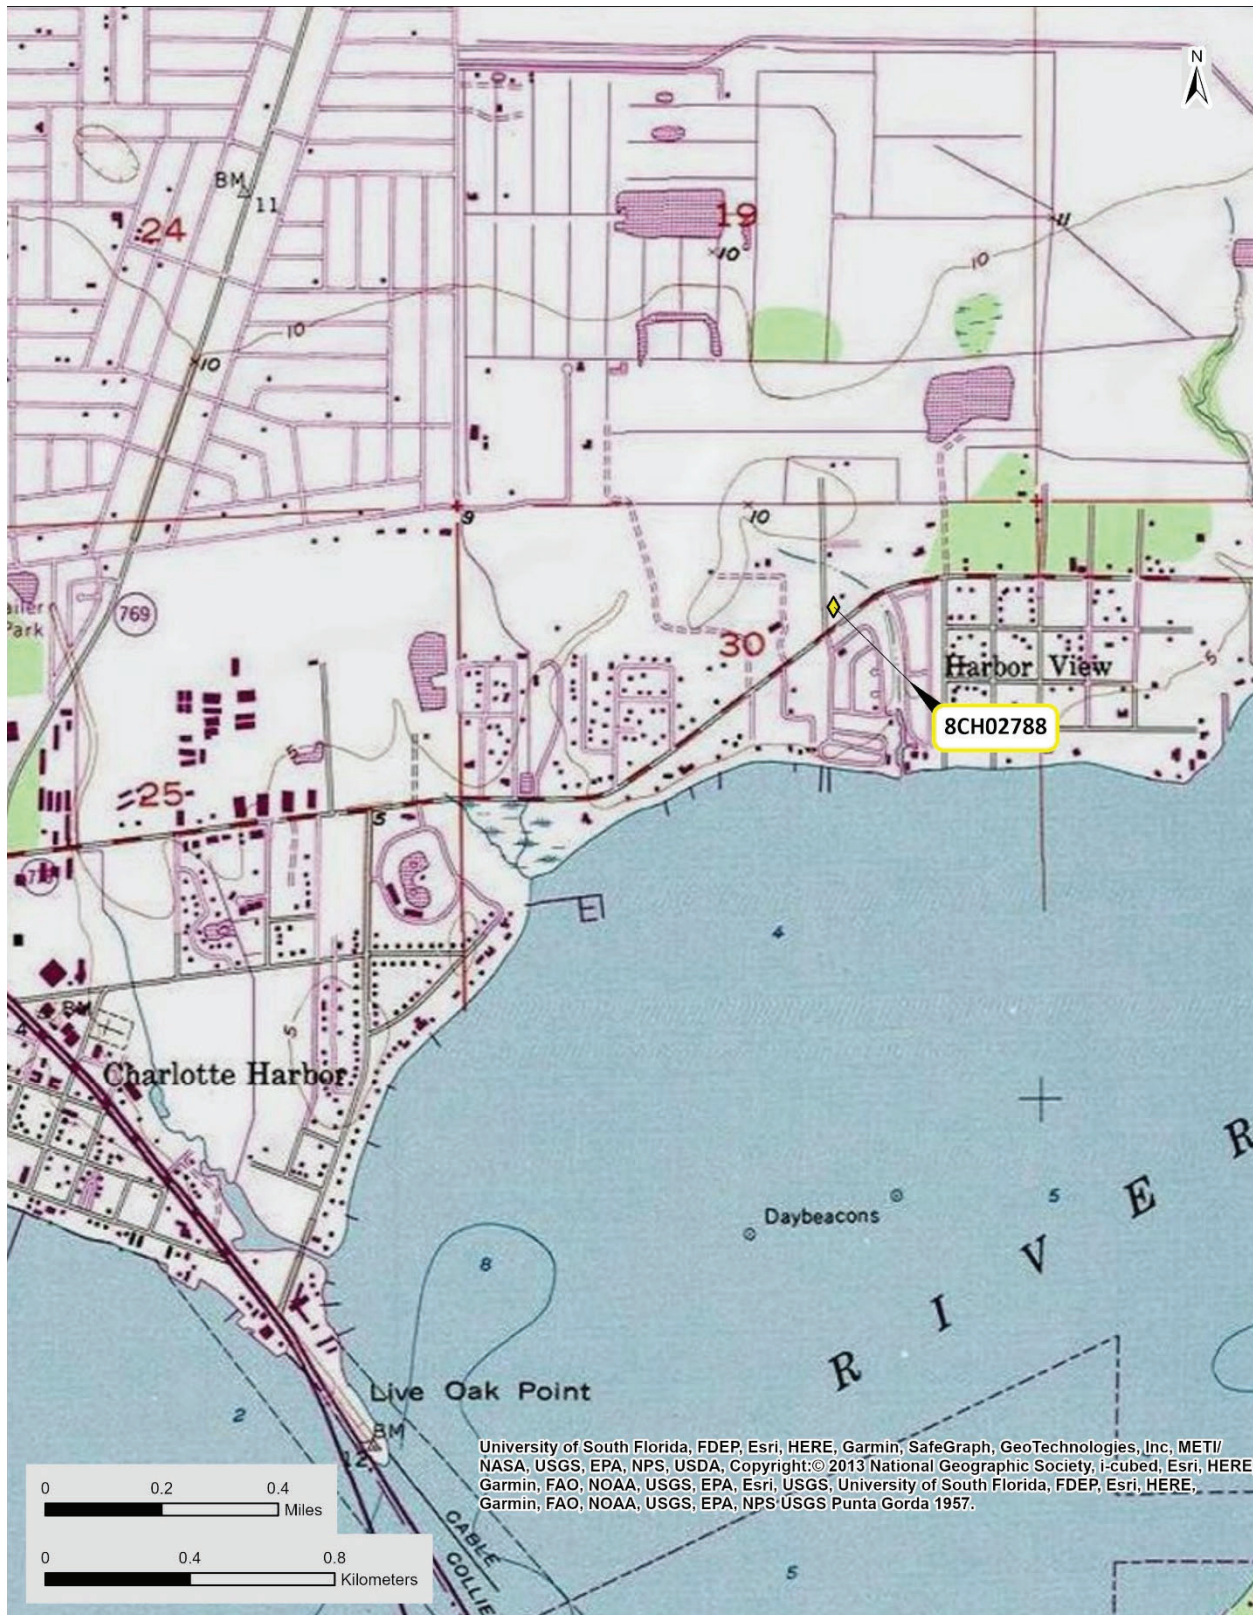 N
BM
11
24
19
10
11
10
10
10
9
10
769
ailer
Park
30
Harbor View
5
8CH02788
5
25
5
776
4
BM
4
5
Charlotte Harbor
5
Daybeacons
8
R I V E R
Live Oak Point
2
BM
12
University of South Florida, FDEP, Esri, HERE, Garmin, SafeGraph, GeoTechnologies, Inc, METI/
NASA, USGS, EPA, NPS, USDA, Copyright:© 2013 National Geographic Society, i-cubed, Esri, HERE,
Garmin, FAO, NOAA, USGS, EPA, Esri, USGS, University of South Florida, FDEP, Esri, HERE,
Garmin, FAO, NOAA, USGS, EPA, NPS USGS Punta Gorda 1957.
0 0.2 0.4
Miles
CABLE
0 0.4 0.8
Kilometers
COLLIE
5